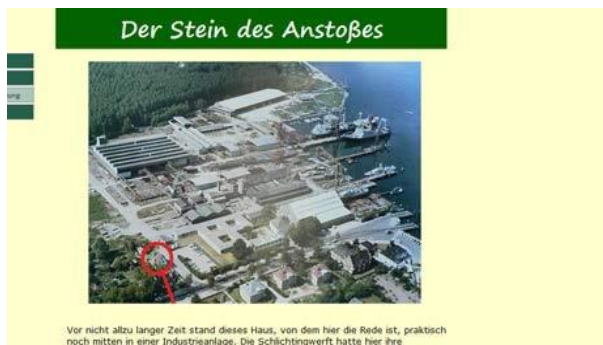 Der Stein des Anstoßes
ung
Vor nicht allzu langer Zeit stand dieses Haus, von dem hier die Rede ist, praktisch
noch mitten in einer Industrieanlage. Die Schlichtingwerft hatte hier ihre